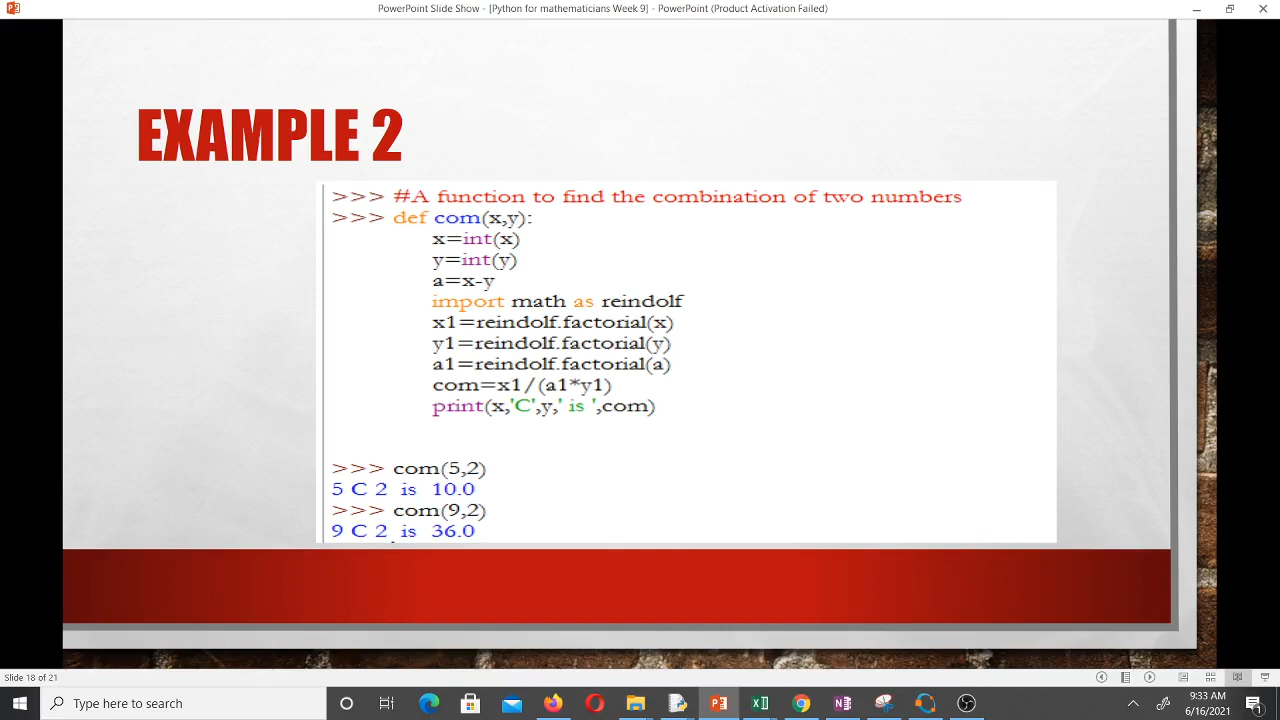 PowerPoint Slide Show - [Python for mathematicians Week 9] - PowerPoint (Product Activation Failed)
EXAMPLE 2
>>> #A function to find the combination of two numbers
>>> def com(x,y):
x=int(x)
y=int(y)
a=x-y
import math as reindolf
x1=reindolf.factorial(x)
y1=reindolf.factorial(y)
a1=reindolf.factorial(a)
com=x1/(a1*y1)
print(x,'C',y,' is ',com)
>>> com(5,2)
5 C 2  is  10.0
>>> com(9,2)
9 C 2  is  36.0
Slide 18 of 21
Type here to search
9:33 AM
6/16/2021
1